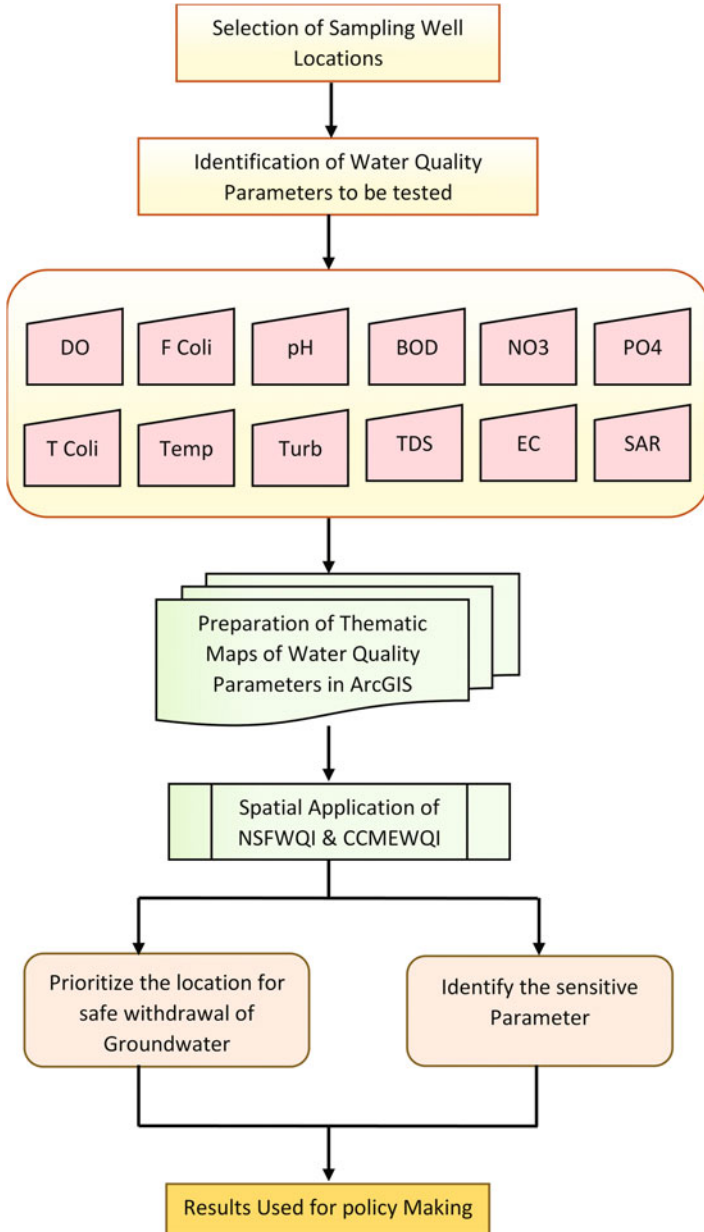 Selection of Sampling Well
Locations
Identification of Water Quality
Parameters to be tested
DO
F Coli
pH
BOD
NO3
PO4
T Coli
Temp
Turb
TDS
EC
SAR
Preparation of Thematic
Maps of Water Quality
Parameters in ArcGIS
Spatial Application of
NSFWQI & CCMEWQI
Prioritize the location for
safe withdrawal of
Groundwater
Identify the sensitive
Parameter
Results Used for policy Making